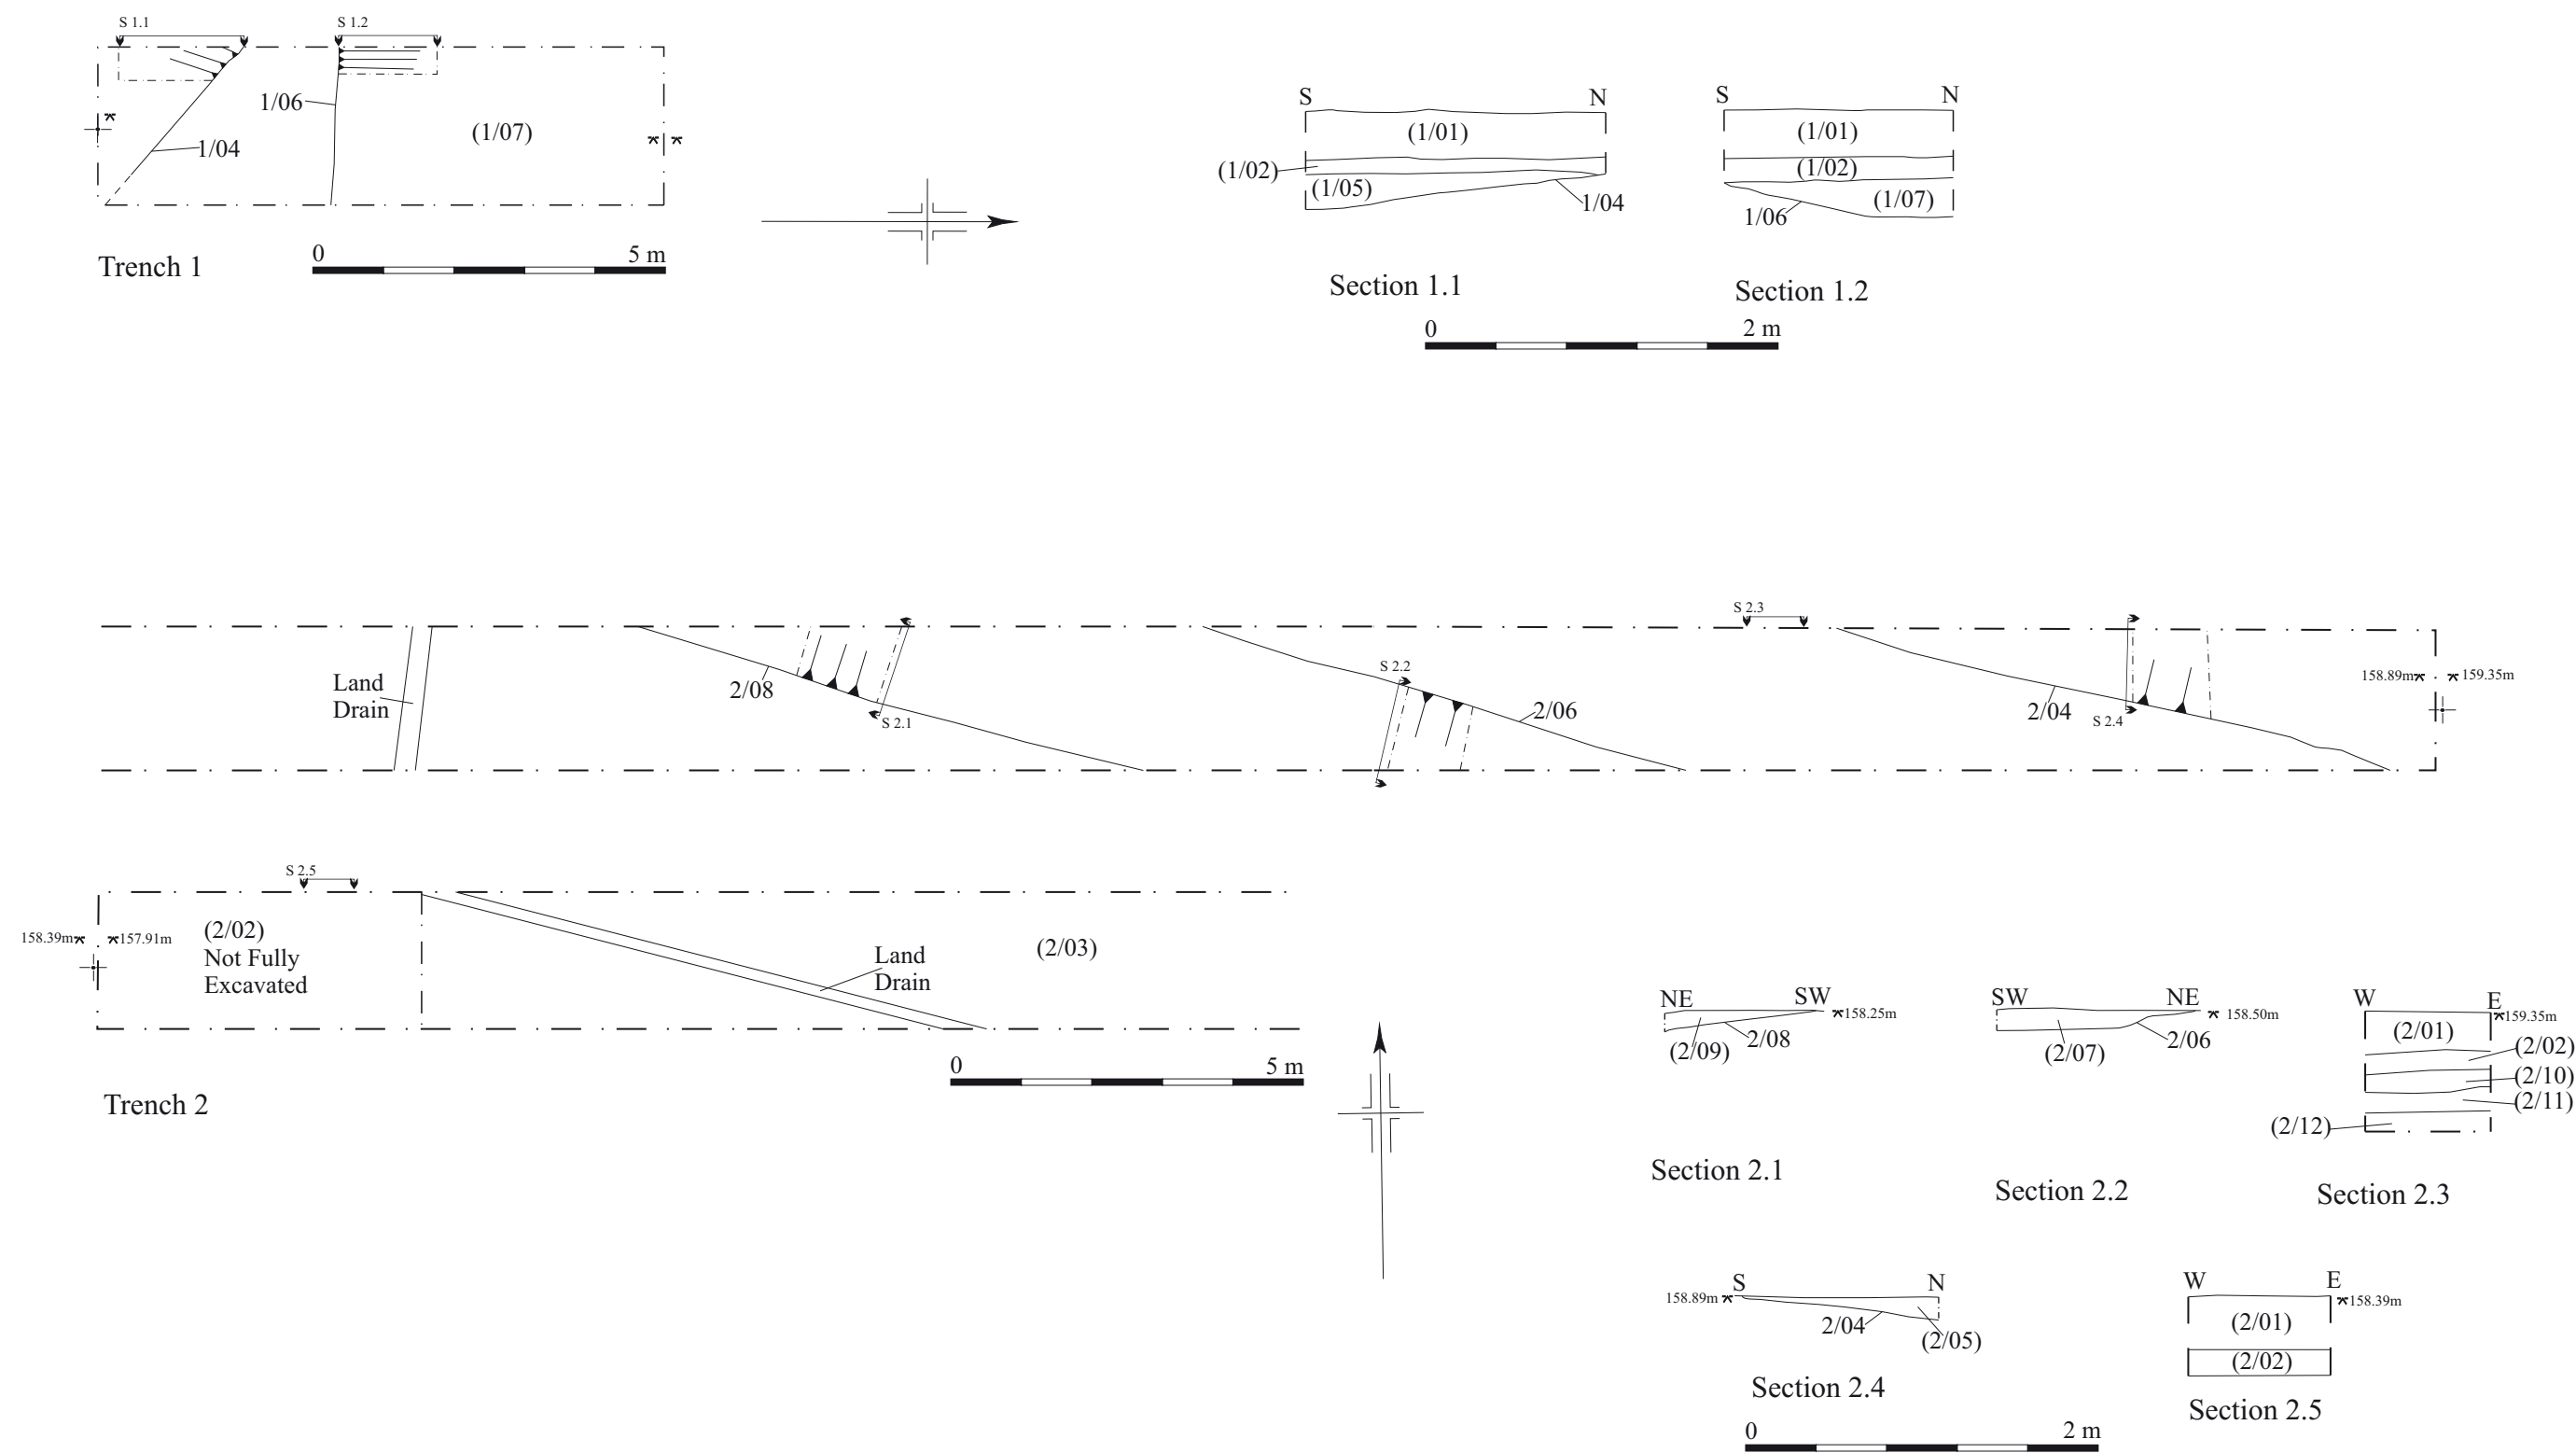 S 1.1
S 1.2
1/06
(1/07)
1/04
Trench 1
0
5 m
S
N
(1/01)
(1/02)
(1/05)
1/04
Section 1.1
S
N
(1/01)
(1/02)
(1/07)
1/06
Section 1.2
0
2 m
Land
Drain
2/08
S 2.1
S 2.2
2/06
S 2.3
2/04
S 2.4
158.89m
159.35m
S 2.5
158.39m
157.91m
(2/02)
Not Fully
Excavated
Land
Drain
(2/03)
0
5 m
Trench 2
NE
SW
158.25m
(2/09)
2/08
Section 2.1
SW
NE
158.50m
(2/07)
2/06
Section 2.2
W
E
159.35m
(2/01)
(2/02)
(2/10)
(2/11)
(2/12)
Section 2.3
S
N
158.89m
2/04
(2/05)
Section 2.4
W
E
158.39m
(2/01)
(2/02)
Section 2.5
0
2 m